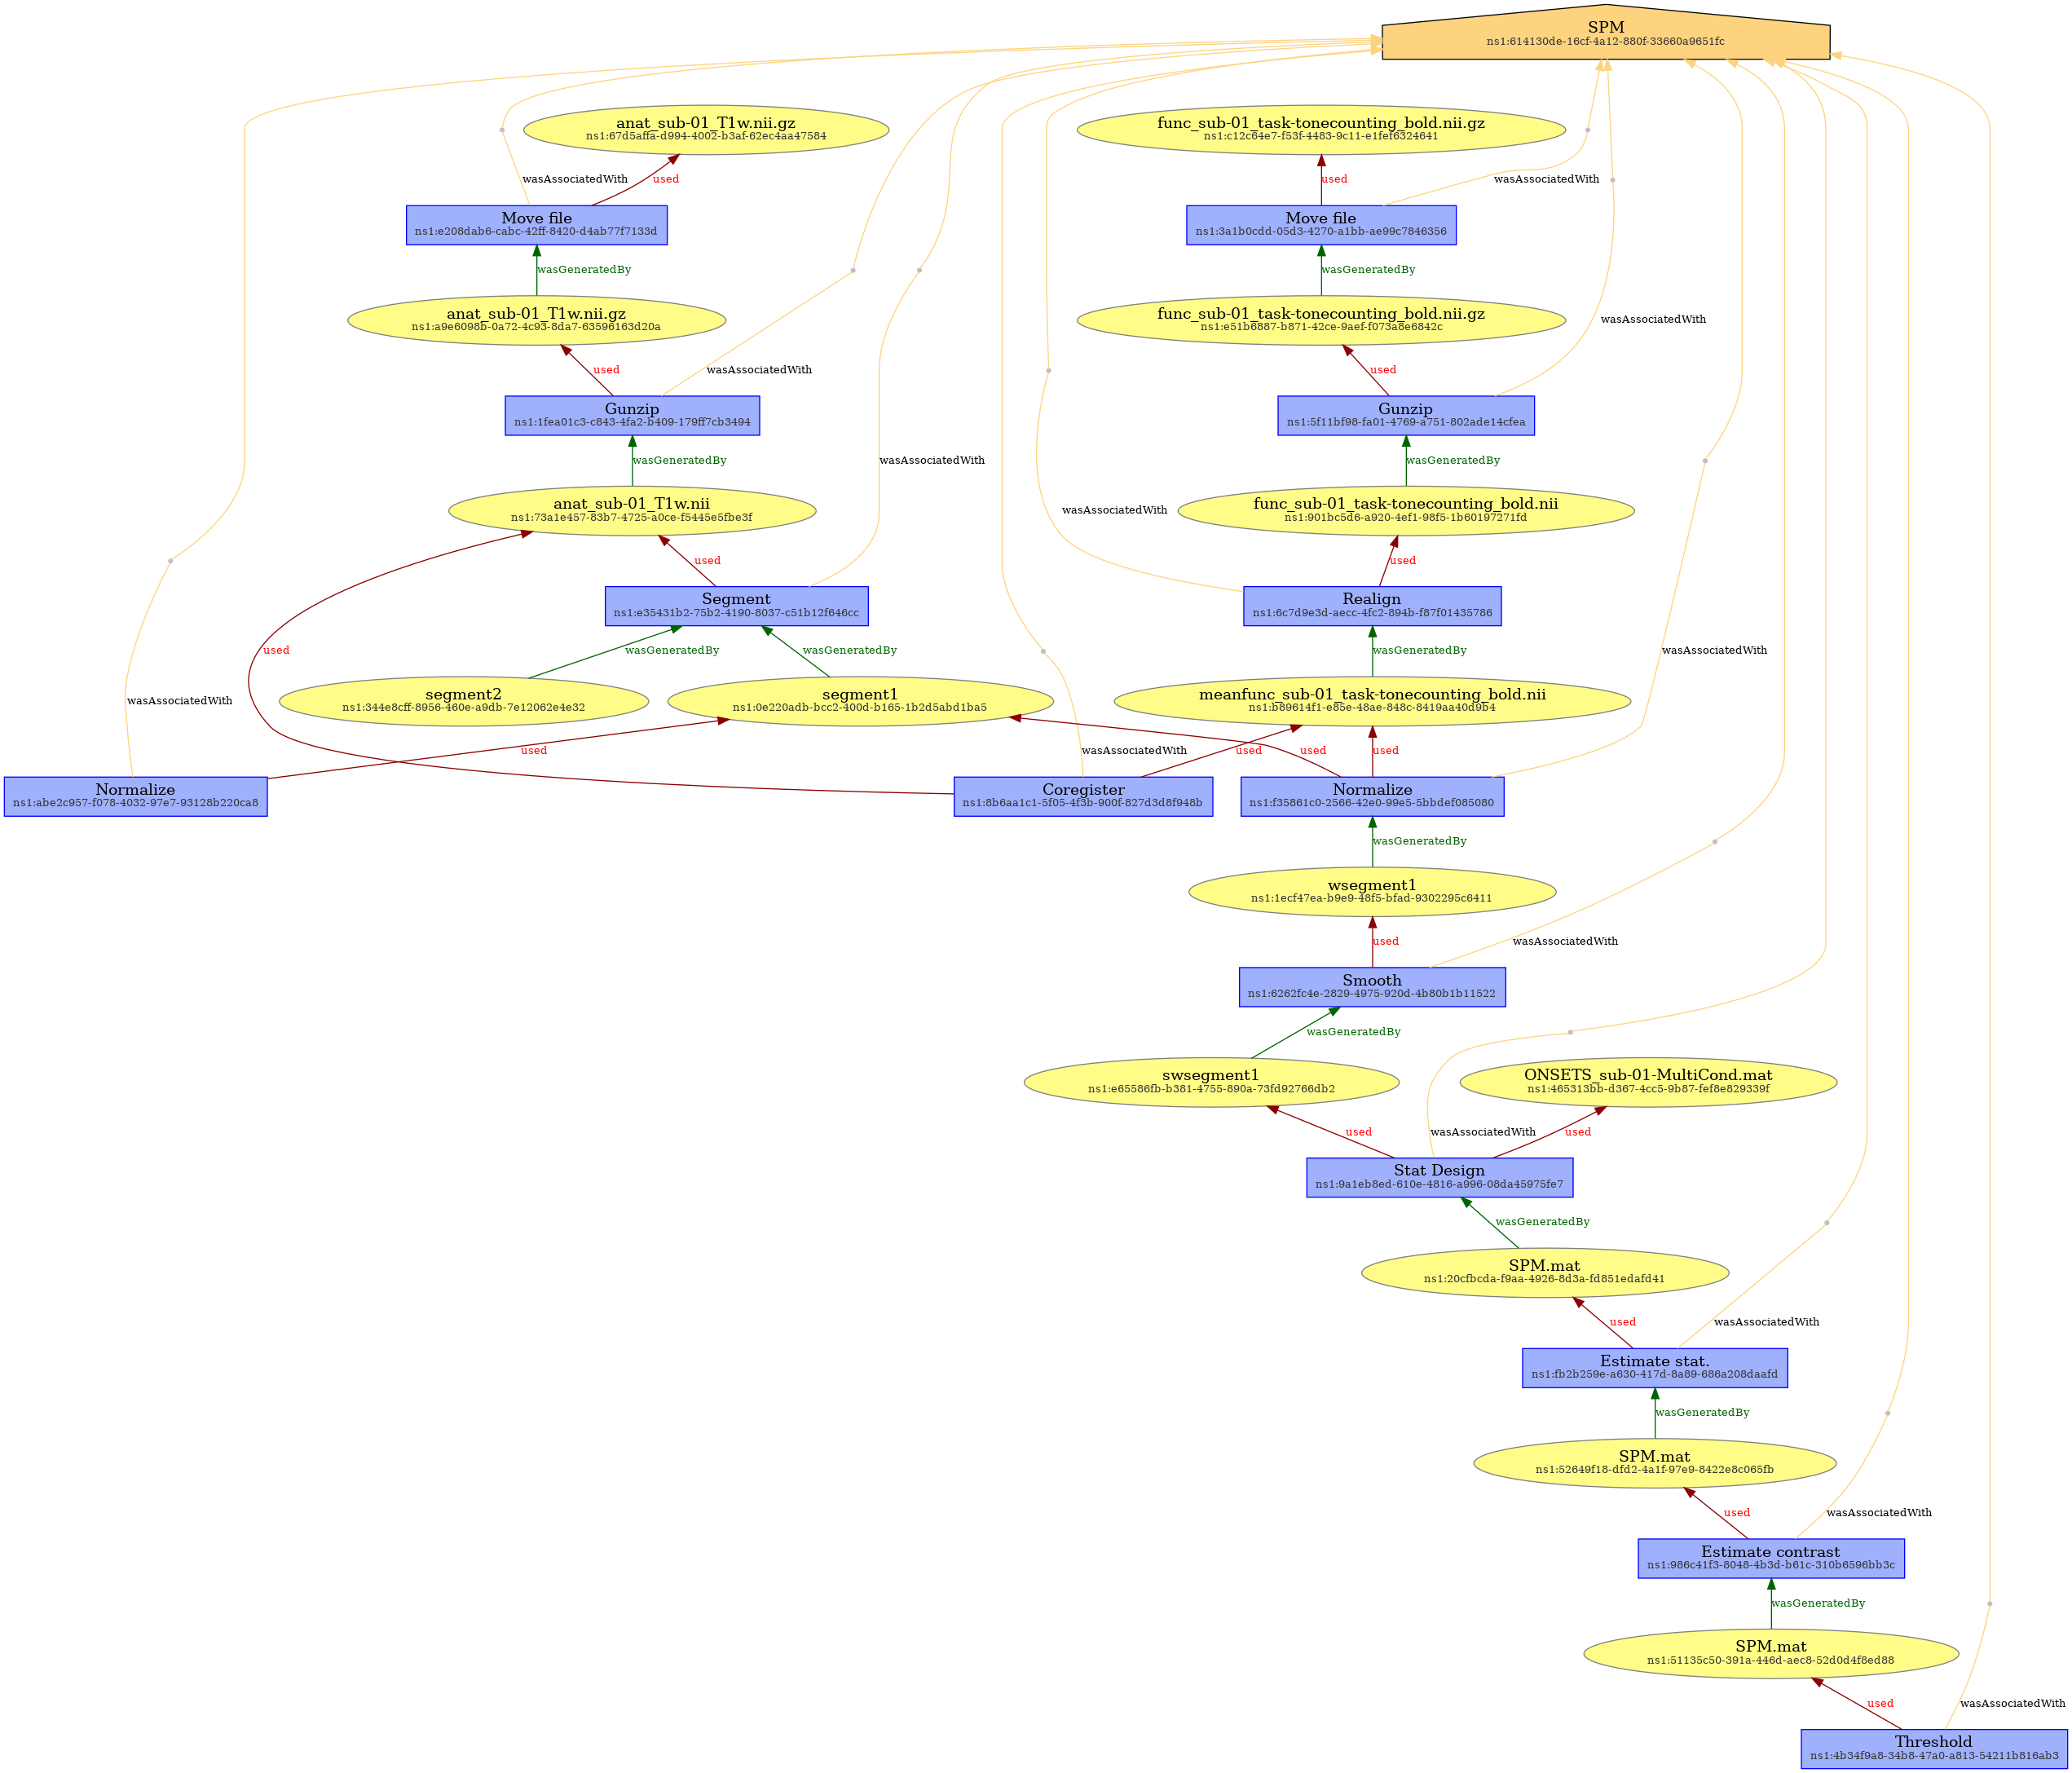 SPM
ns1:614130de-16cf-4a12-880f-33660a9651fc
anat_sub-01_T1w.nii.gz
ns1:67d5affa-d994-4002-b3af-62ec4aa47584
func_sub-01_task-tonecounting_bold.nii.gz
ns1:c12c64e7-f53f-4483-9c11-e1fef6324641
wasAssociatedWith
used
used
wasAssociatedWith
Move file
ns1:e208dab6-cabc-42ff-8420-d4ab77f7133d
Move file
ns1:3a1b0cdd-05d3-4270-a1bb-ae99c7846356
wasGeneratedBy
wasGeneratedBy
anat_sub-01_T1w.nii.gz
ns1:a9e6098b-0a72-4c93-8da7-63596163d20a
func_sub-01_task-tonecounting_bold.nii.gz
ns1:e51b6887-b871-42ce-9aef-f073a8e6842c
wasAssociatedWith
used
wasAssociatedWith
used
Gunzip
ns1:1fea01c3-c843-4fa2-b409-179ff7cb3494
Gunzip
ns1:5f11bf98-fa01-4769-a751-802ade14cfea
wasGeneratedBy
wasAssociatedWith
wasGeneratedBy
anat_sub-01_T1w.nii
ns1:73a1e457-83b7-4725-a0ce-f5445e5fbe3f
wasAssociatedWith
func_sub-01_task-tonecounting_bold.nii
ns1:901bc5d6-a920-4ef1-98f5-1b60197271fd
used
used
Segment
ns1:e35431b2-75b2-4190-8037-c51b12f646cc
Realign
ns1:6c7d9e3d-aecc-4fc2-894b-f87f01435786
used
wasGeneratedBy
wasGeneratedBy
wasGeneratedBy
wasAssociatedWith
wasAssociatedWith
segment2
ns1:344e8cff-8956-460e-a9db-7e12062e4e32
segment1
ns1:0e220adb-bcc2-400d-b165-1b2d5abd1ba5
meanfunc_sub-01_task-tonecounting_bold.nii
ns1:b89614f1-e85e-48ae-848c-8419aa40d9b4
used
wasAssociatedWith
used
used
used
Normalize
ns1:abe2c957-f078-4032-97e7-93128b220ca8
Coregister
ns1:8b6aa1c1-5f05-4f3b-900f-827d3d8f948b
Normalize
ns1:f35861c0-2566-42e0-99e5-5bbdef085080
wasGeneratedBy
wsegment1
ns1:1ecf47ea-b9e9-48f5-bfad-9302295c6411
used
wasAssociatedWith
Smooth
ns1:6262fc4e-2829-4975-920d-4b80b1b11522
wasGeneratedBy
swsegment1
ns1:e65586fb-b381-4755-890a-73fd92766db2
ONSETS_sub-01-MultiCond.mat
ns1:465313bb-d367-4cc5-9b87-fef8e829339f
used
wasAssociatedWith
used
Stat Design
ns1:9a1eb8ed-610e-4816-a996-08da45975fe7
wasGeneratedBy
SPM.mat
ns1:20cfbcda-f9aa-4926-8d3a-fd851edafd41
used
wasAssociatedWith
Estimate stat.
ns1:fb2b259e-a630-417d-8a89-686a208daafd
wasGeneratedBy
SPM.mat
ns1:52649f18-dfd2-4a1f-97e9-8422e8c065fb
used
wasAssociatedWith
Estimate contrast
ns1:986c41f3-8048-4b3d-b61c-310b6596bb3c
wasGeneratedBy
SPM.mat
ns1:51135c50-391a-446d-aec8-52d0d4f8ed88
used
wasAssociatedWith
Threshold
ns1:4b34f9a8-34b8-47a0-a813-54211b816ab3